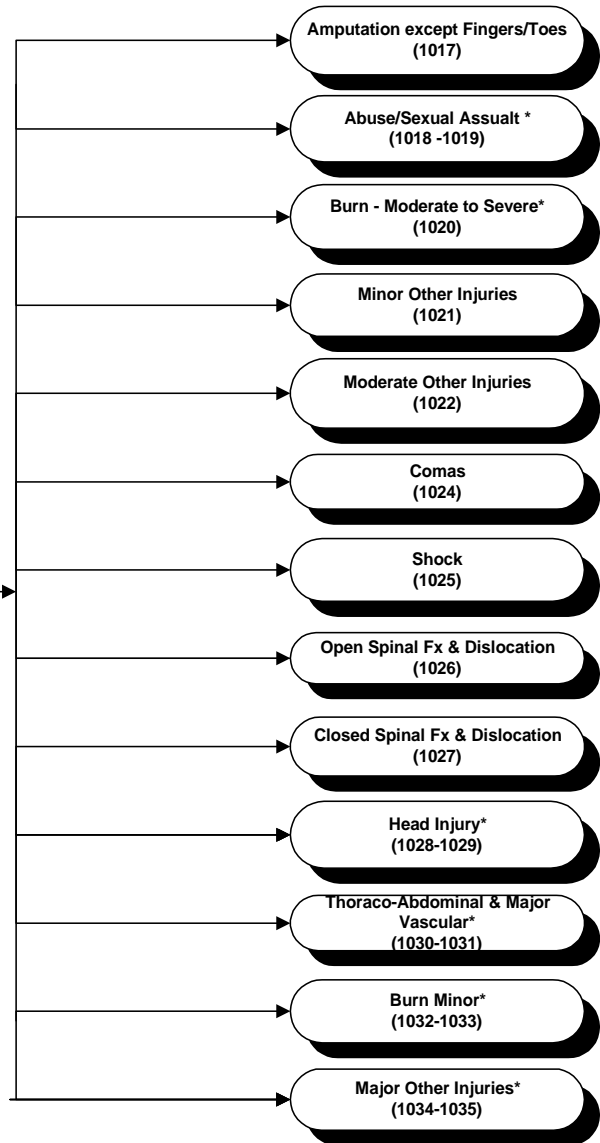 Amputation except Fingers/Toes
(1017)
Abuse/Sexual Assualt *
(1018 -1019)
Burn - Moderate to Severe*
(1020)
Minor Other Injuries
(1021)
Moderate Other Injuries
(1022)
Comas
(1024)
Shock
(1025)
Open Spinal Fx & Dislocation
(1026)
Closed Spinal Fx & Dislocation
(1027)
Head Injury*
(1028-1029)
Thoraco-Abdominal & Major
Vascular*
(1030-1031)
Burn Minor*
(1032-1033)
Major Other Injuries*
(1034-1035)